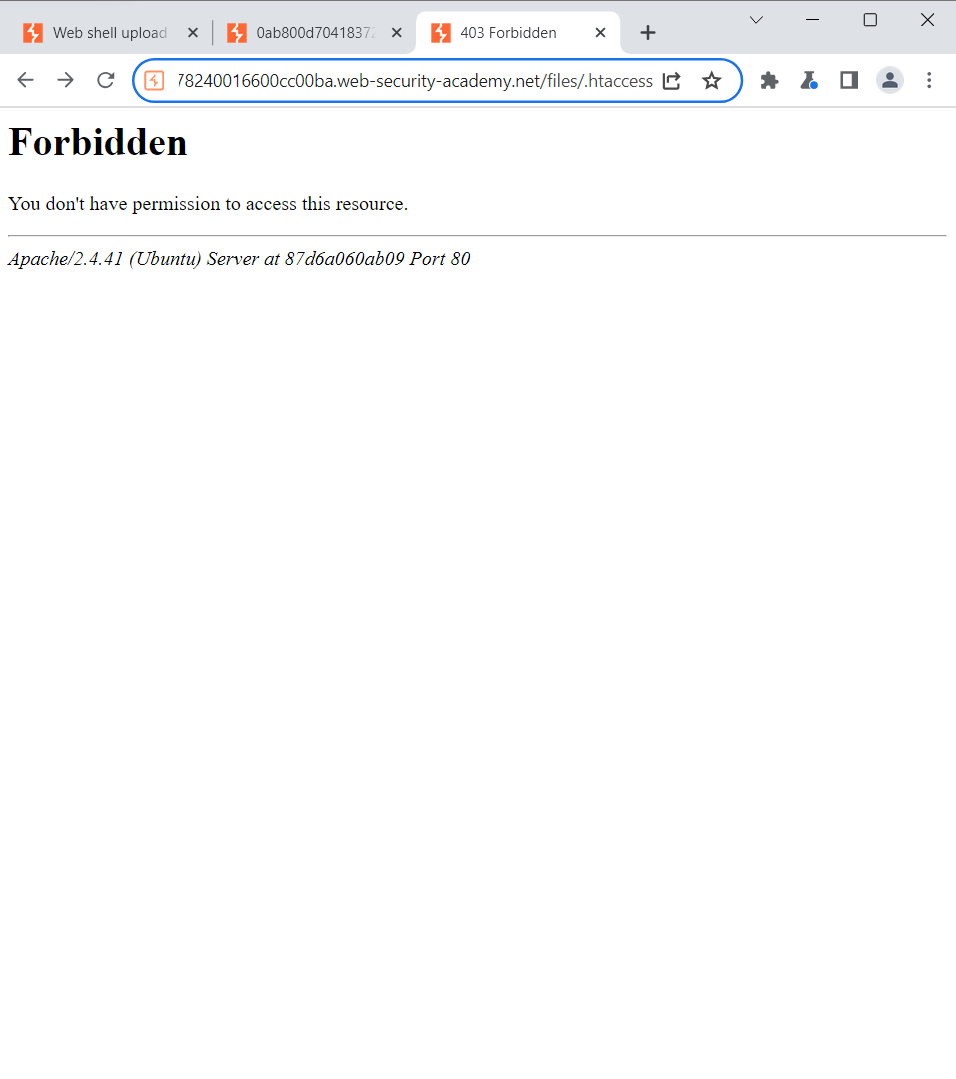 Web shell upload
0ab800d7041837
403 Forbidden
78240016600cc00ba.web-security-academy.net/files/.htaccess
Forbidden
You don't have permission to access this resource.
Apache/2.4.41 (Ubuntu) Server at 87d6a060ab09 Port 80